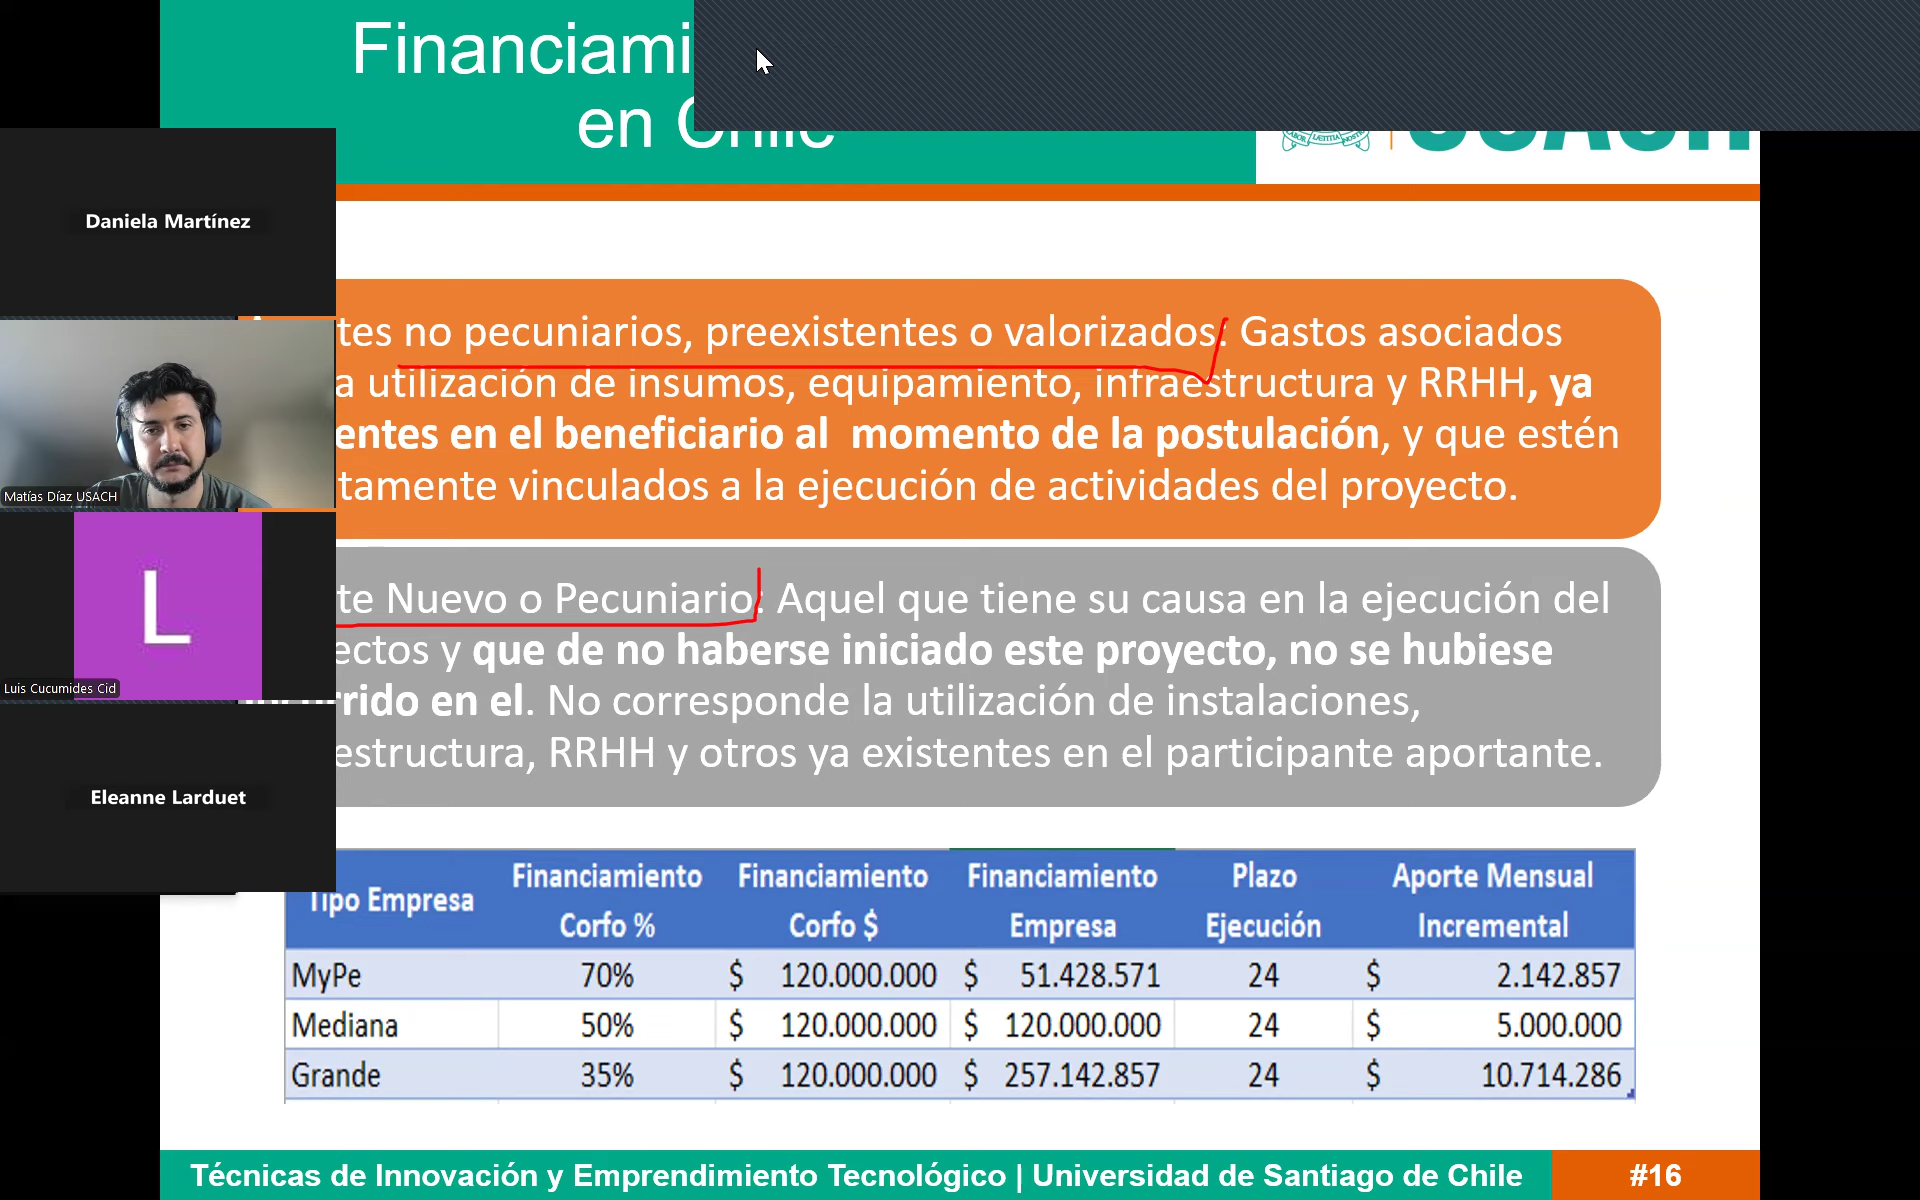 Financiami
en Chile
Daniela Martínez
Matías Díaz USACH
L
Luis Cucumides Cid
Eleanne Larduet
tes no pecuniarios, preexistentes o valorizados: Gastos asociados
a utilización de insumos, equipamiento, infraestructura y RRHH, ya
entes en el beneficiario al momento de la postulación, y que estén
tamente vinculados a la ejecución de actividades del proyecto.
te Nuevo o Pecuniario: Aquel que tiene su causa en la ejecución del
ectos y que de no haberse iniciado este proyecto, no se hubiese
rrido en el. No corresponde la utilización de instalaciones,
estructura, RRHH y otros ya existentes en el participante aportante.
Tipo Empresa Financiamiento Corfo % Financiamiento Corfo $ Financiamiento Empresa Plazo Ejecución Aporte Mensual Incremental
MyPe 70% $ 120.000.000 $ 51.428.571 24 $ 2.142.857
Mediana 50% $ 120.000.000 $ 120.000.000 24 $ 5.000.000
Grande 35% $ 120.000.000 $ 257.142.857 24 $ 10.714.286
Técnicas de Innovación y Emprendimiento Tecnológico | Universidad de Santiago de Chile
#16